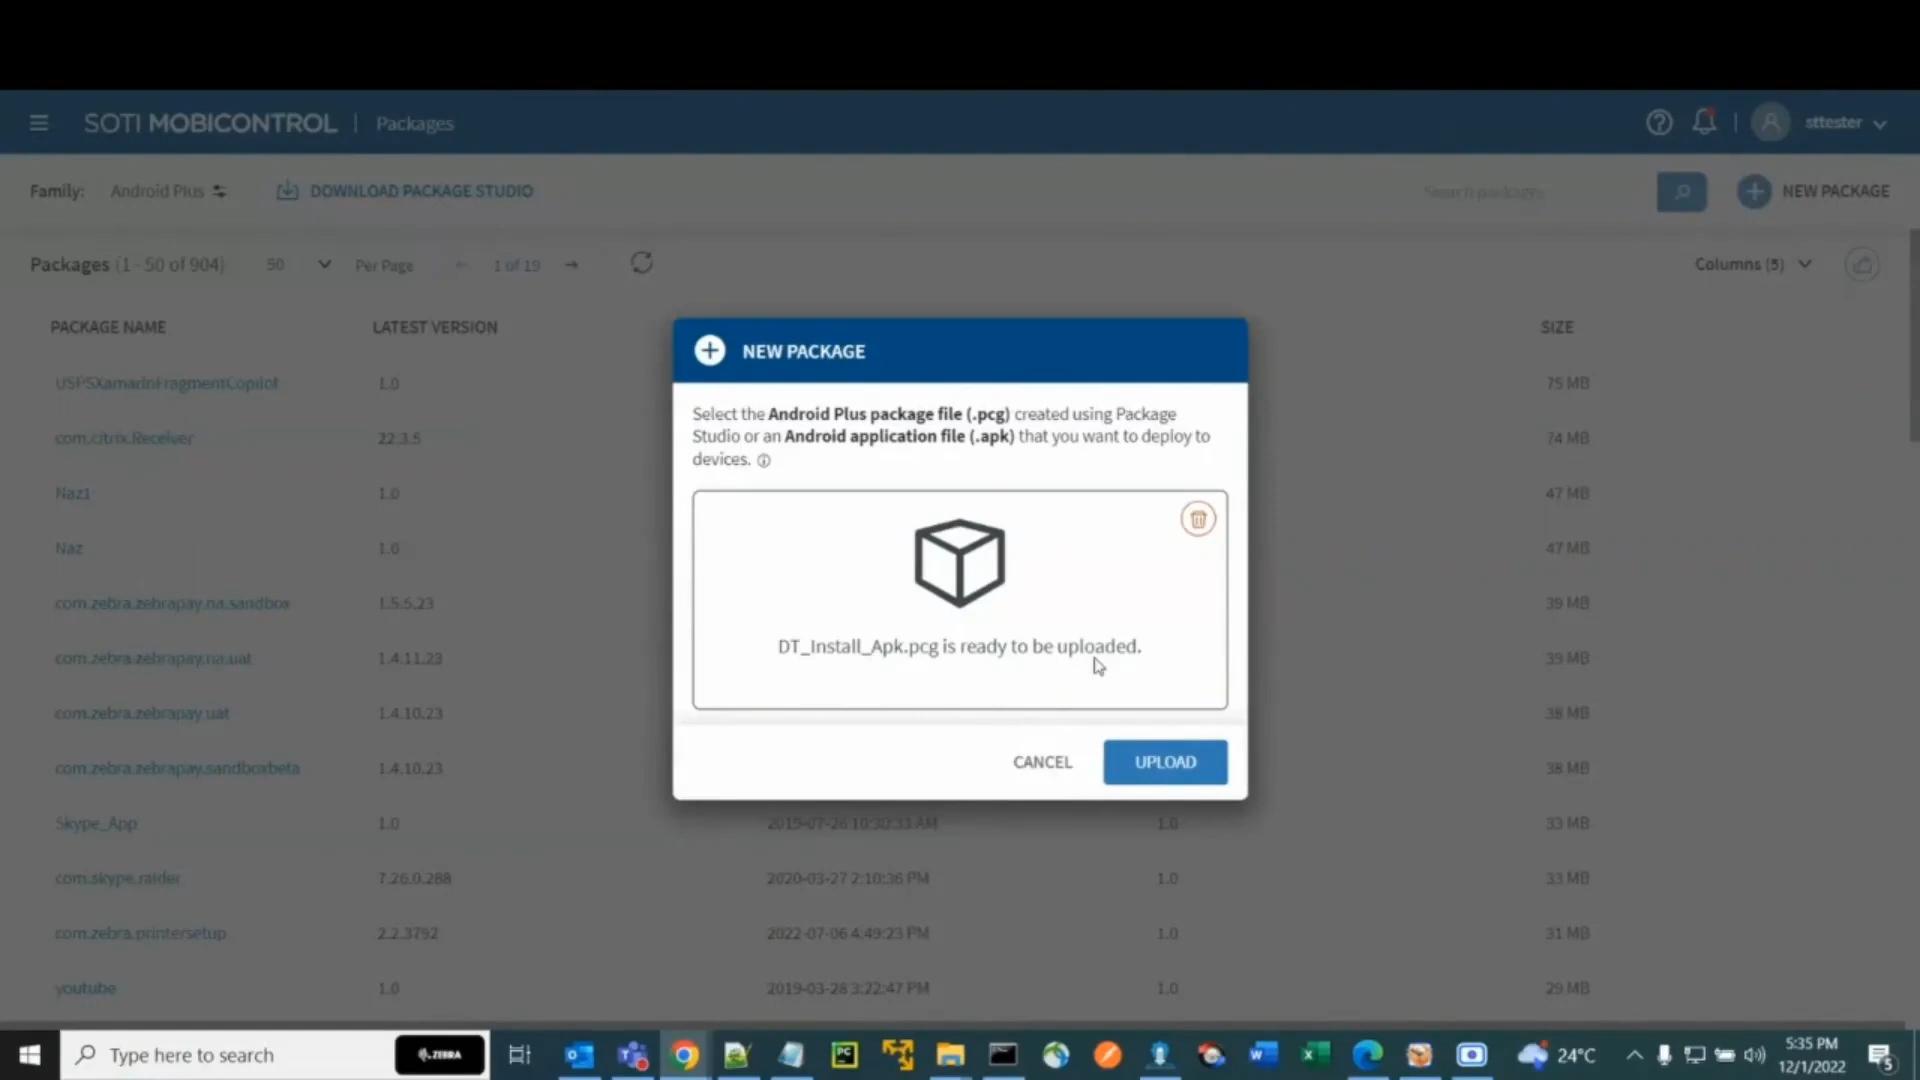 SOTI MOBICONTROL | Packages
sttester
Family: Android Plus DOWNLOAD PACKAGE STUDIO
Search packages
NEW PACKAGE
Packages (1 - 50 of 904) 50 Per Page 1 of 19
Columns (5)
PACKAGE NAME LATEST VERSION SIZE
USPSXamarinFragmentCopilot 1.0 75 MB
com.citrix.Receiver 22.3.5 74 MB
Naz1 1.0 47 MB
Naz 1.0 47 MB
com.zebra.zebrapay.na.sandbox 1.5.5.23 39 MB
com.zebra.zebrapay.na.uat 1.4.11.23 39 MB
com.zebra.zebrapay.uat 1.4.10.23 38 MB
com.zebra.zebrapay.sandboxbeta 1.4.10.23 38 MB
Skype_App 1.0 2015-07-26 10:30:33 AM 1.0 33 MB
com.skype.raider 7.26.0.288 2020-03-27 2:10:36 PM 1.0 33 MB
com.zebra.printersetup 2.2.3792 2022-07-06 4:49:23 PM 1.0 31 MB
youtube 1.0 2019-03-28 3:22:47 PM 1.0 29 MB
NEW PACKAGE
Select the Android Plus package file (.pcg) created using Package
Studio or an Android application file (.apk) that you want to deploy to
devices.
DT_Install_Apk.pcg is ready to be uploaded.
CANCEL UPLOAD
Type here to search
ZEBRA
PC
24°C
5:35 PM
12/1/2022
5